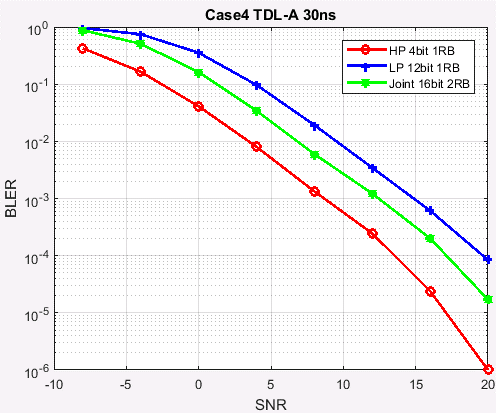 Case4 TDL-A 30ns
HP 4bit 1RB
LP 12bit 1RB
Joint 16bit 2RB
BLER
10^0
10^-1
10^-2
10^-3
10^-4
10^-5
10^-6
-10 -5 0 5 10 15 20
SNR